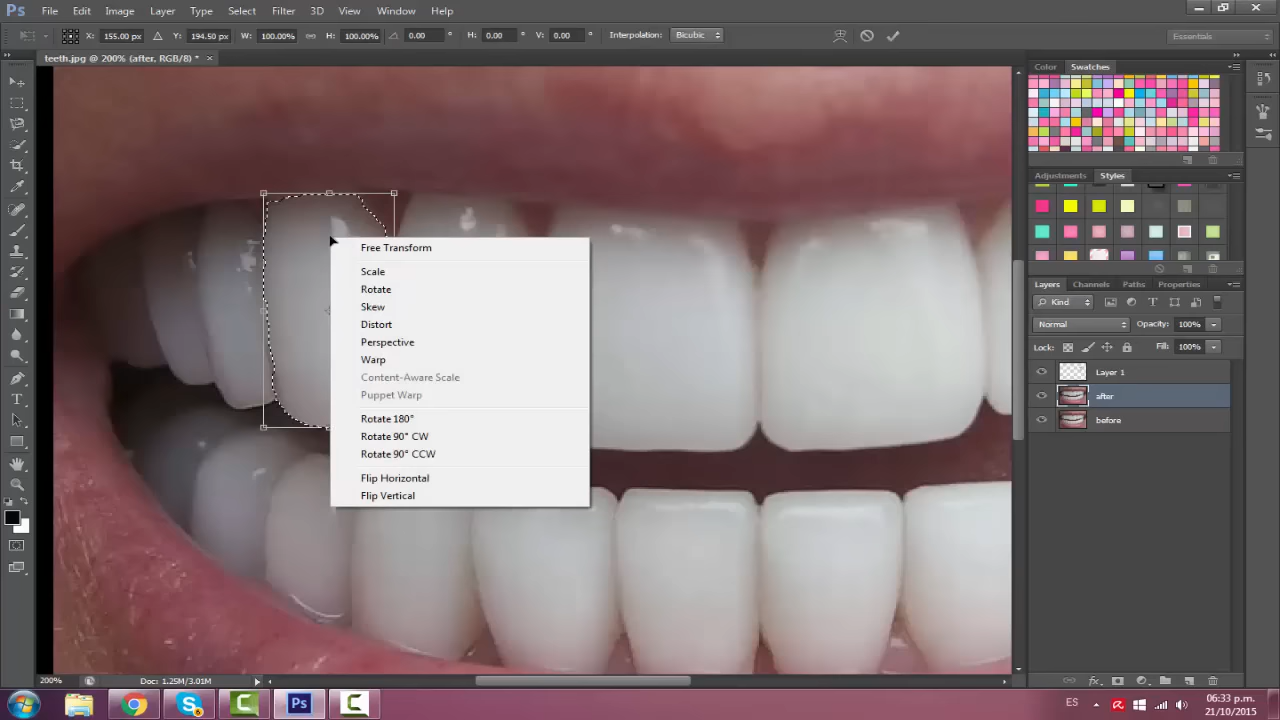 Ps File Edit Image Layer Type Select Filter 3D View Window Help
X: 155.00 px Y: 194.50 px W: 100.00% H: 100.00% 0.00 ° H: 0.00 ° V: 0.00 ° Interpolation: Bicubic Essentials
teeth.jpg @ 200% (after, RGB/8) * ×
Color Swatches
Adjustments Styles
Free Transform
Scale
Rotate
Skew
Distort
Perspective
Warp
Content-Aware Scale
Puppet Warp
Rotate 180°
Rotate 90° CW
Rotate 90° CCW
Flip Horizontal
Flip Vertical
Layers Channels Paths Properties
Kind
Normal Opacity: 100%
Lock: Fill: 100%
Layer 1
after
before
200% Doc: 1.25M/3.01M
Ps ES 06:33 p.m.
21/10/2015